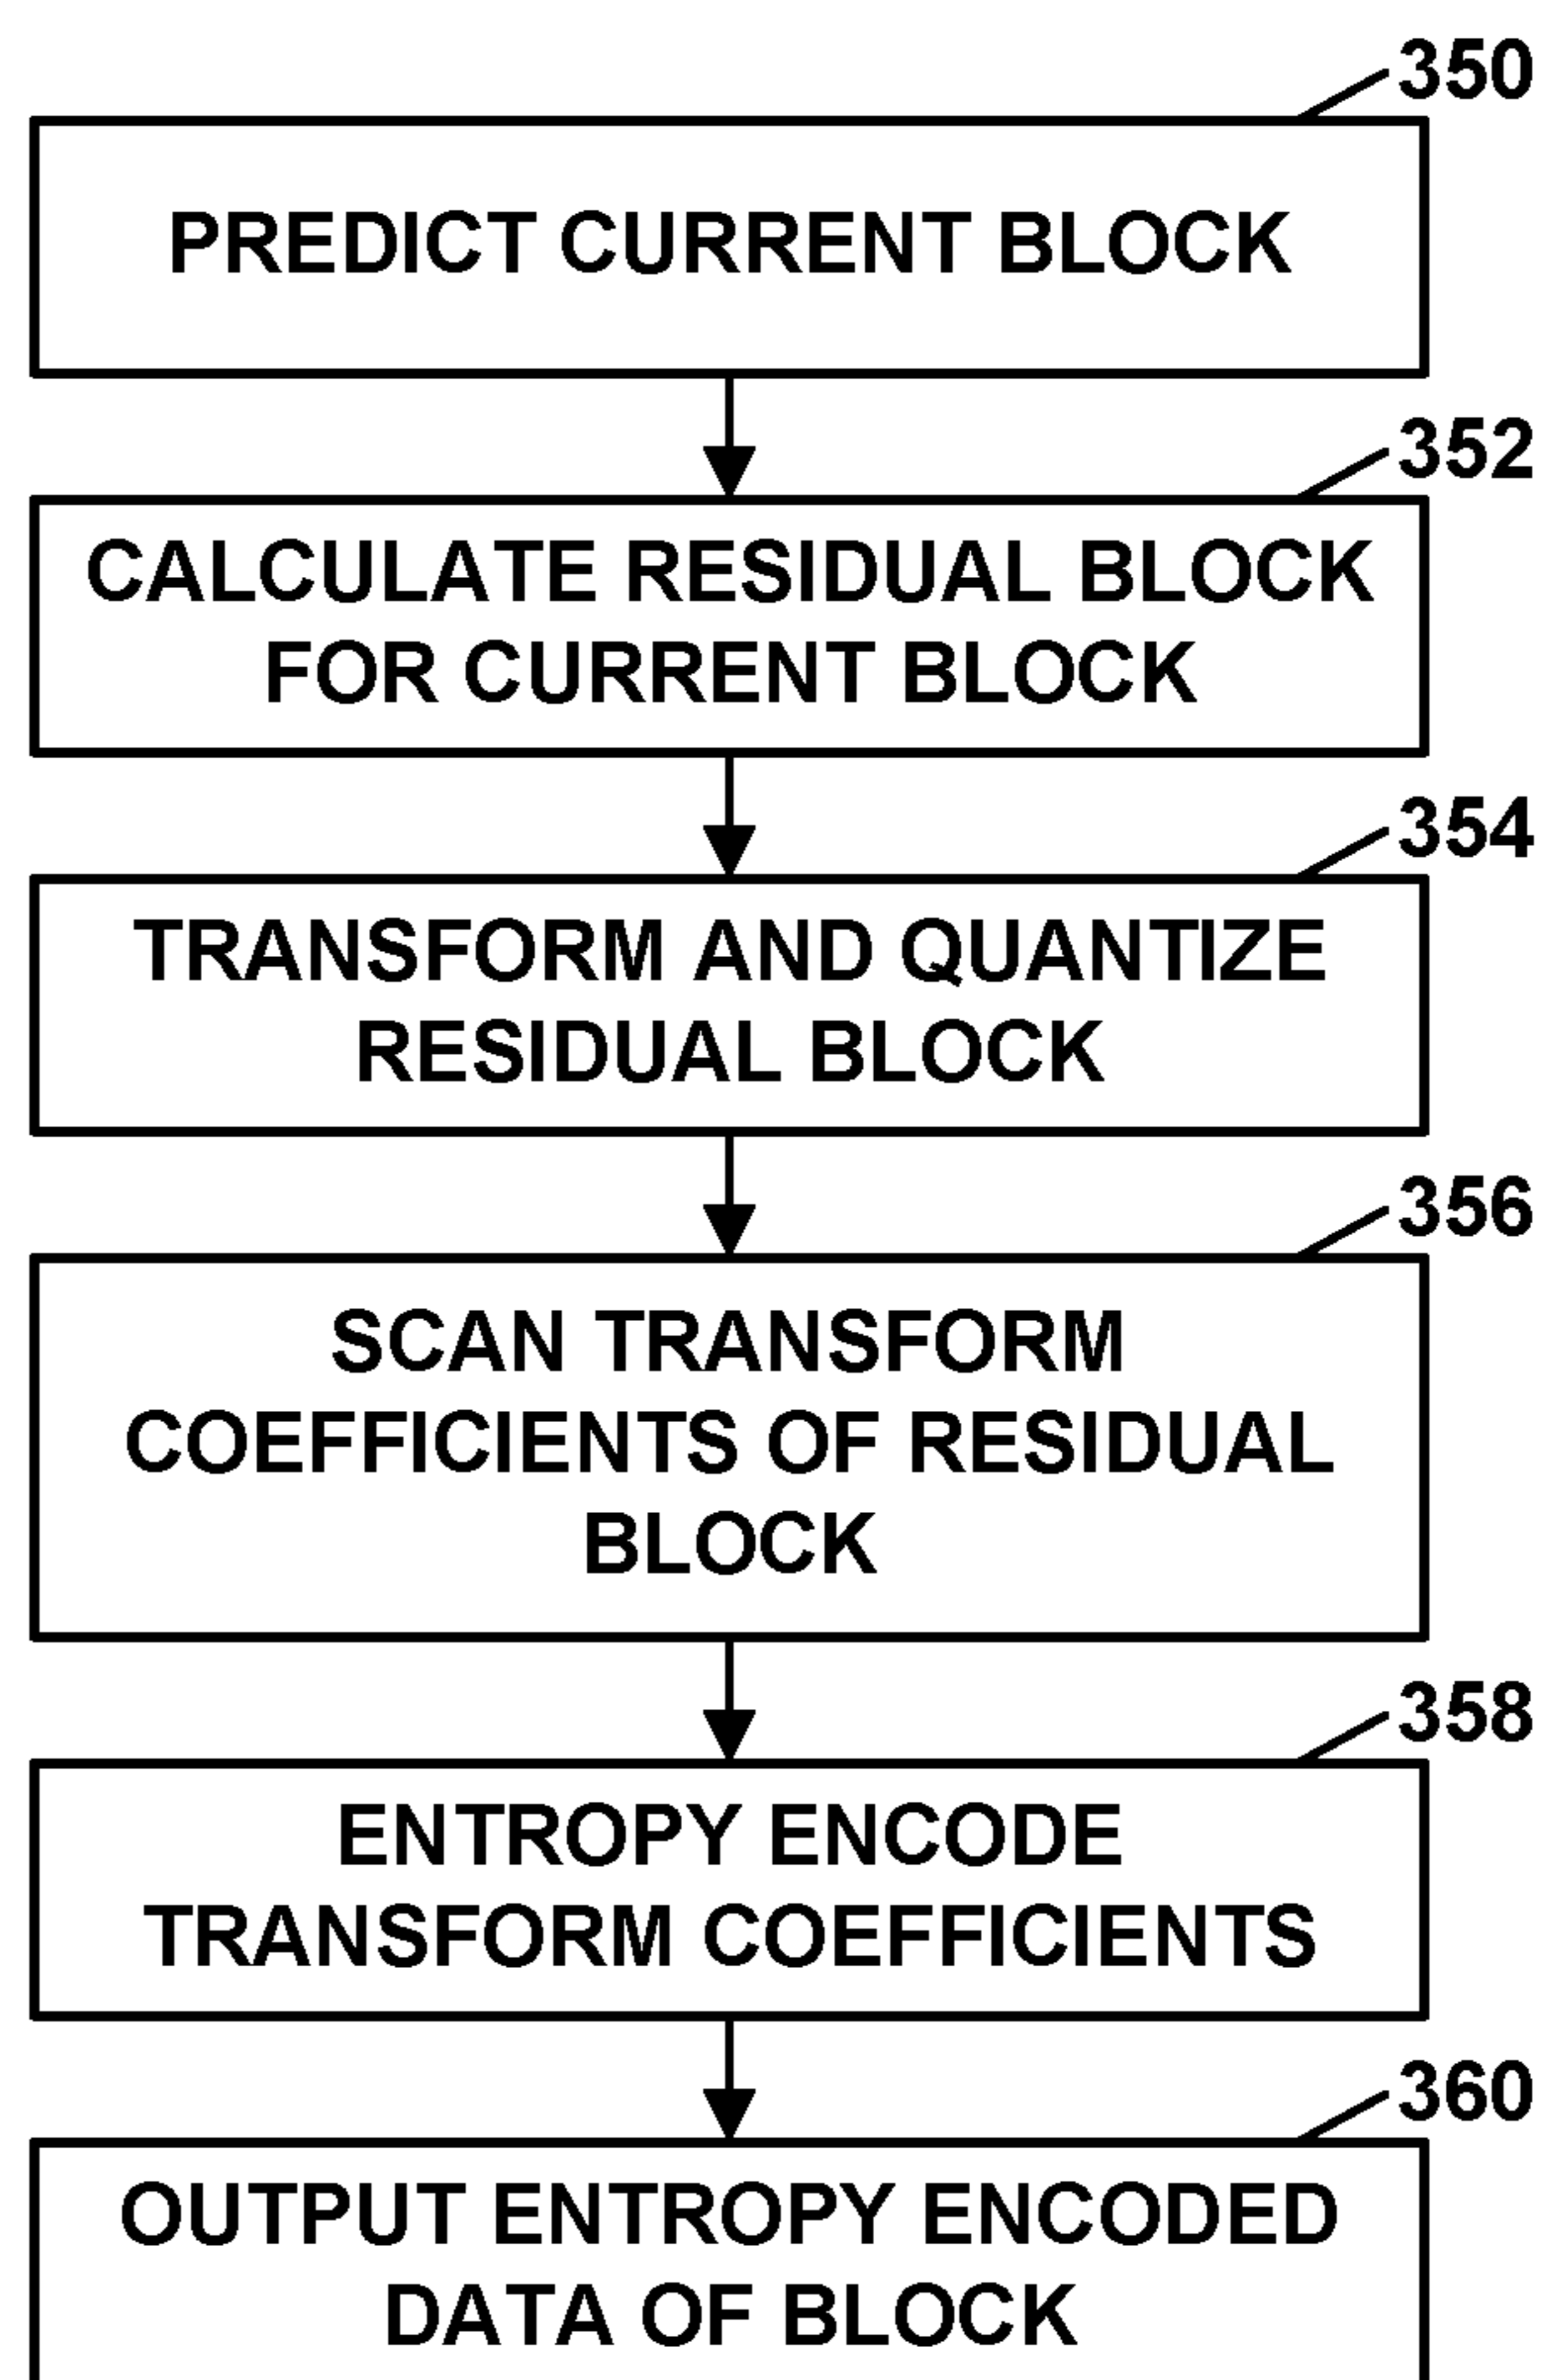 350
PREDICT CURRENT BLOCK
352
CALCULATE RESIDUAL BLOCK
FOR CURRENT BLOCK
354
TRANSFORM AND QUANTIZE
RESIDUAL BLOCK
356
SCAN TRANSFORM
COEFFICIENTS OF RESIDUAL
BLOCK
358
ENTROPY ENCODE
TRANSFORM COEFFICIENTS
360
OUTPUT ENTROPY ENCODED
DATA OF BLOCK